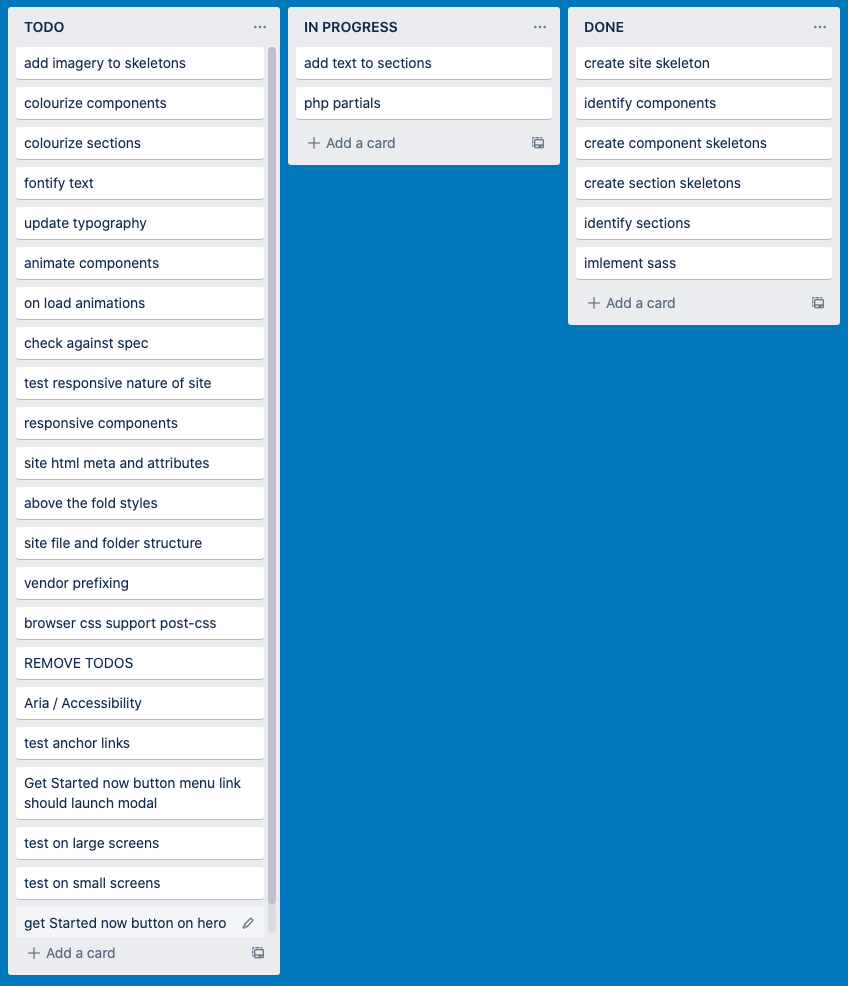 TODO
add imagery to skeletons
colourize components
colourize sections
fontify text
update typography
animate components
on load animations
check against spec
test responsive nature of site
responsive components
site html meta and attributes
above the fold styles
site file and folder structure
vendor prefixing
browser css support post-css
REMOVE TODOS
Aria / Accessibility
test anchor links
Get Started now button menu link
should launch modal
test on large screens
test on small screens
get Started now button on hero
Add a card
IN PROGRESS
add text to sections
php partials
Add a card
DONE
create site skeleton
identify components
create component skeletons
create section skeletons
identify sections
imlement sass
Add a card